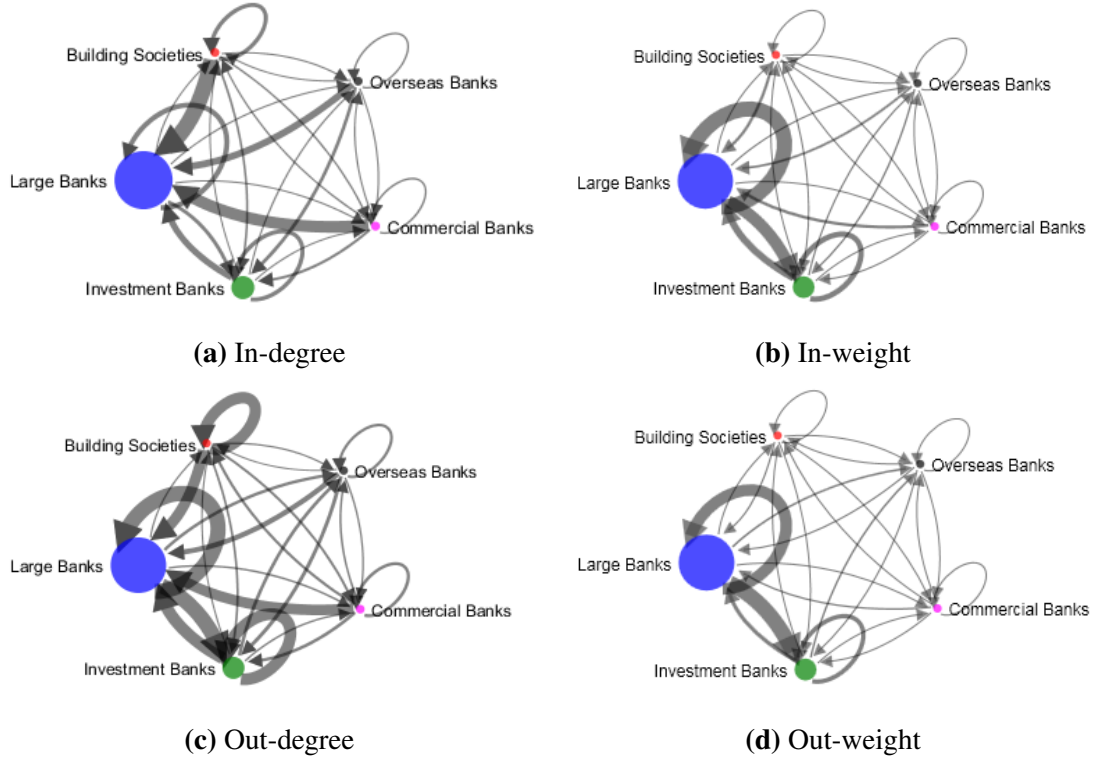 Building Societies
Overseas Banks
Large Banks
Commercial Banks
Investment Banks
(a) In-degree
Building Societies
Overseas Banks
Large Banks
Commercial Banks
Investment Banks
(b) In-weight
Building Societies
Overseas Banks
Large Banks
Commercial Banks
Investment Banks
(c) Out-degree
Building Societies
Overseas Banks
Large Banks
Commercial Banks
Investment Banks
(d) Out-weight